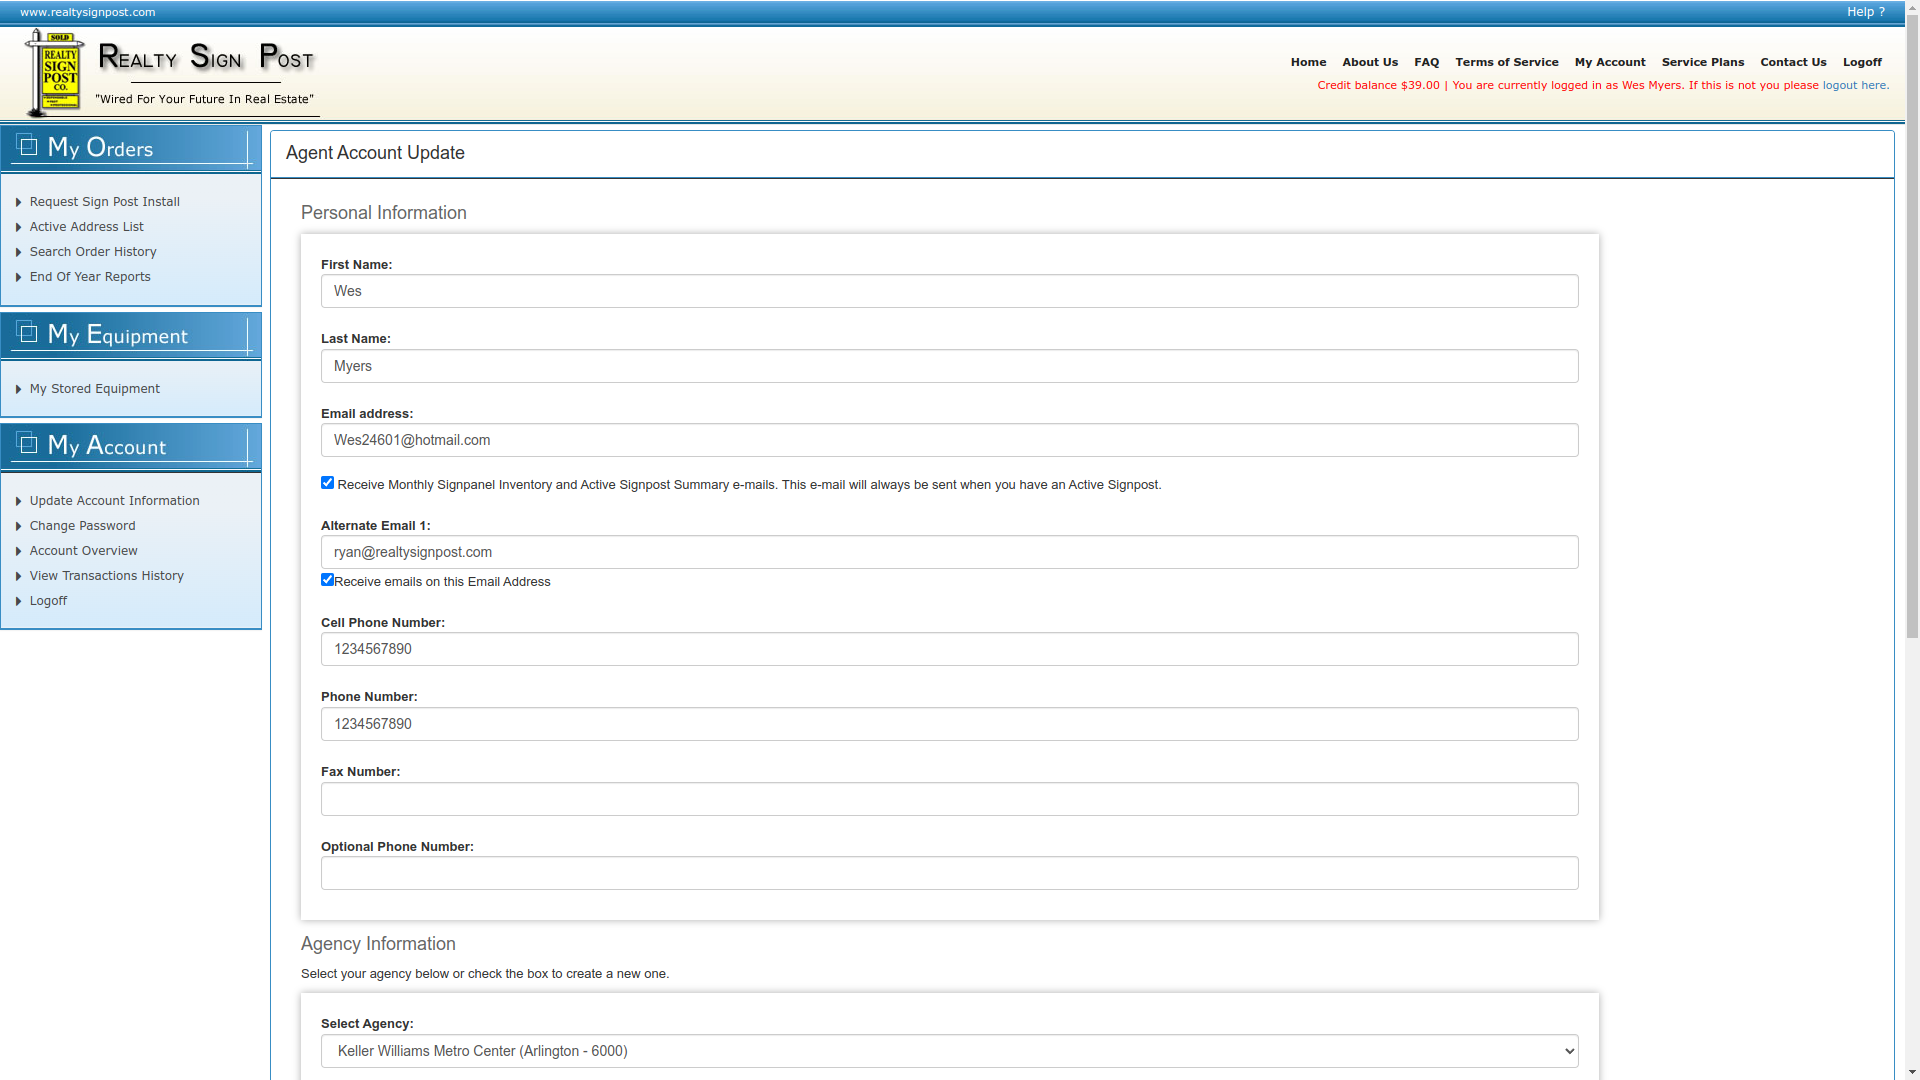 www.realtysignpost.com
Help ?
SOLD
REALTY
SIGN
POST
CO.
Realty Sign Post
"Wired For Your Future In Real Estate"
Home About Us FAQ Terms of Service My Account Service Plans Contact Us Logoff
Credit balance $39.00 | You are currently logged in as Wes Myers. If this is not you please logout here.
My Orders
Request Sign Post Install
Active Address List
Search Order History
End Of Year Reports
My Equipment
My Stored Equipment
My Account
Update Account Information
Change Password
Account Overview
View Transactions History
Logoff
Agent Account Update
Personal Information
First Name:
Wes
Last Name:
Myers
Email address:
Wes24601@hotmail.com
Receive Monthly Signpanel Inventory and Active Signpost Summary e-mails. This e-mail will always be sent when you have an Active Signpost.
Alternate Email 1:
ryan@realtysignpost.com
Receive emails on this Email Address
Cell Phone Number:
1234567890
Phone Number:
1234567890
Fax Number:
Optional Phone Number:
Agency Information
Select your agency below or check the box to create a new one.
Select Agency:
Keller Williams Metro Center (Arlington - 6000)